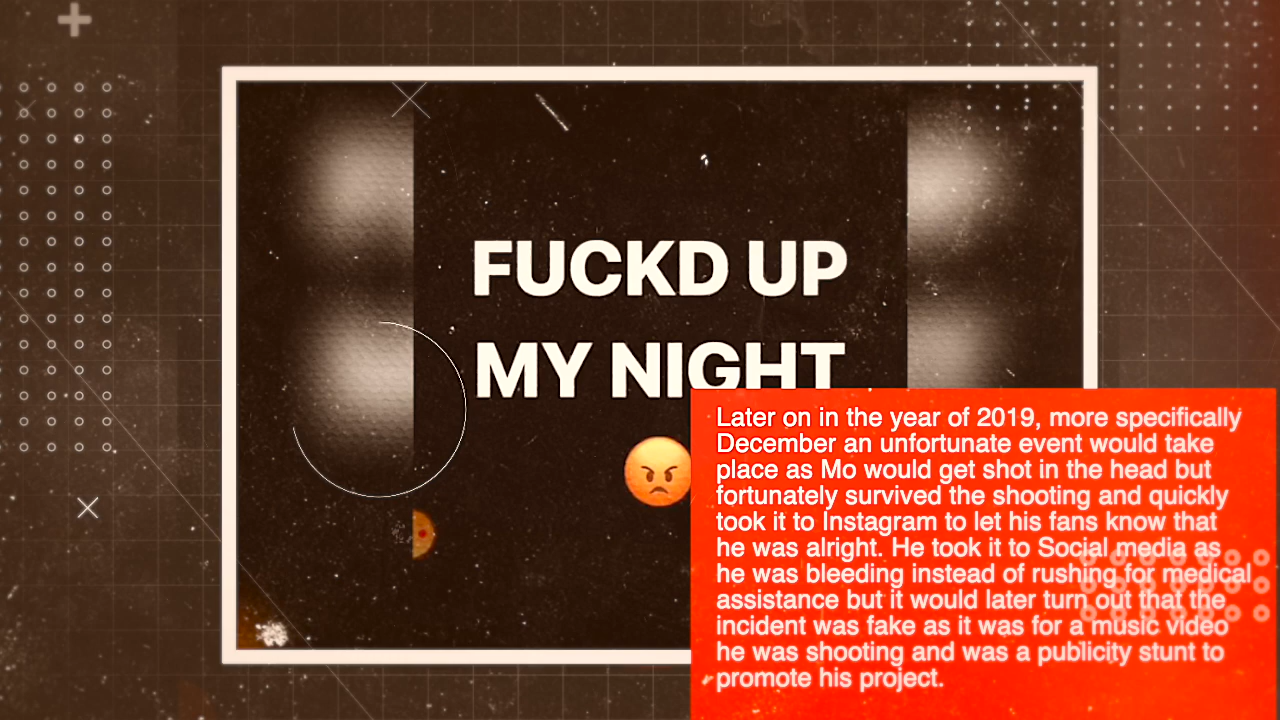 FUCKD UP
MY NIGHT
Later on in the year of 2019, more specifically
December an unfortunate event would take
place as Mo would get shot in the head but
fortunately survived the shooting and quickly
took it to Instagram to let his fans know that
he was alright. He took it to Social media as
he was bleeding instead of rushing for medical
assistance but it would later turn out that the
incident was fake as it was for a music video
he was shooting and was a publicity stunt to
promote his project.